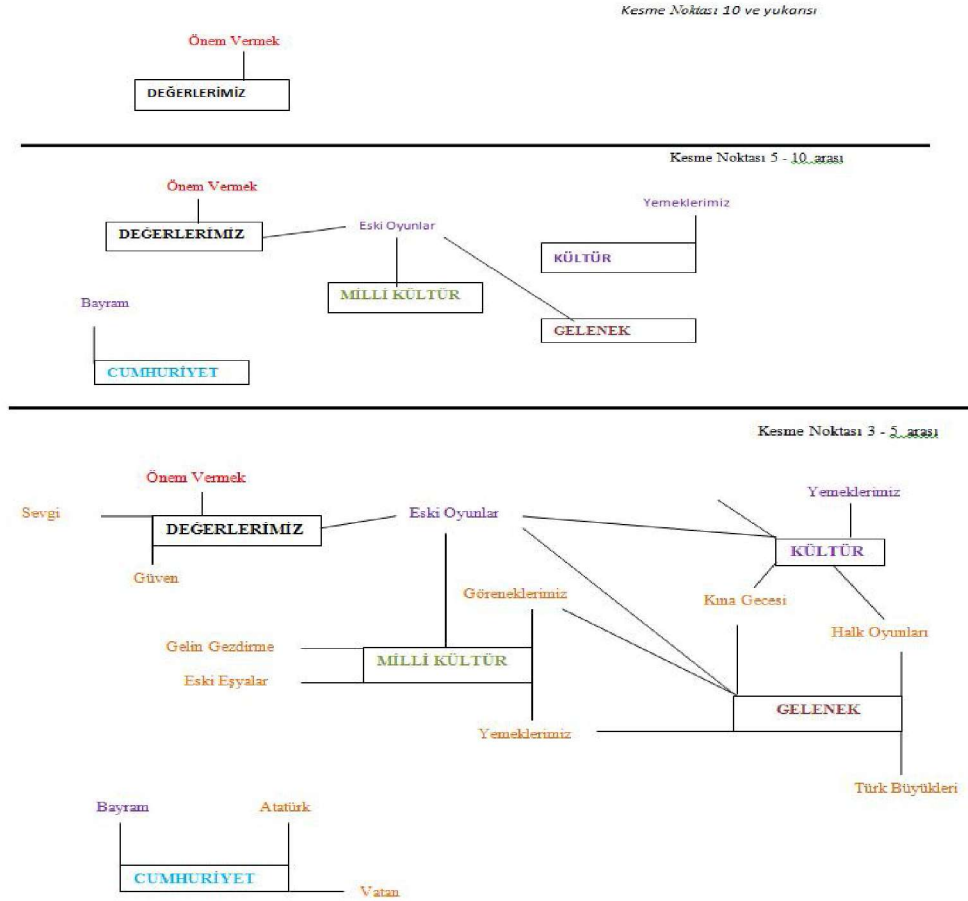 Kesme Noktası 10 ve yukarısı
Önem Vermek
DEĞERLERİMİZ
Kesme Noktası 5 - 10 arası
Önem Vermek
Yemeklerimiz
DEĞERLERİMİZ
Eski Oyunlar
KÜLTÜR
MİLLİ KÜLTÜR
Bayram
GELENEK
CUMHURİYET
Kesme Noktası 3 - 5 arası
Önem Vermek
Yemeklerimiz
Sevgi
Eski Oyunlar
DEĞERLERİMİZ
KÜLTÜR
Güven
Göreneklerimiz
Kına Gecesi
Halk Oyunları
Gelin Gezdirme
MİLLİ KÜLTÜR
Eski Eşyalar
GELENEK
Yemeklerimiz
Türk Büyükleri
Bayram
Atatürk
CUMHURİYET
Vatan